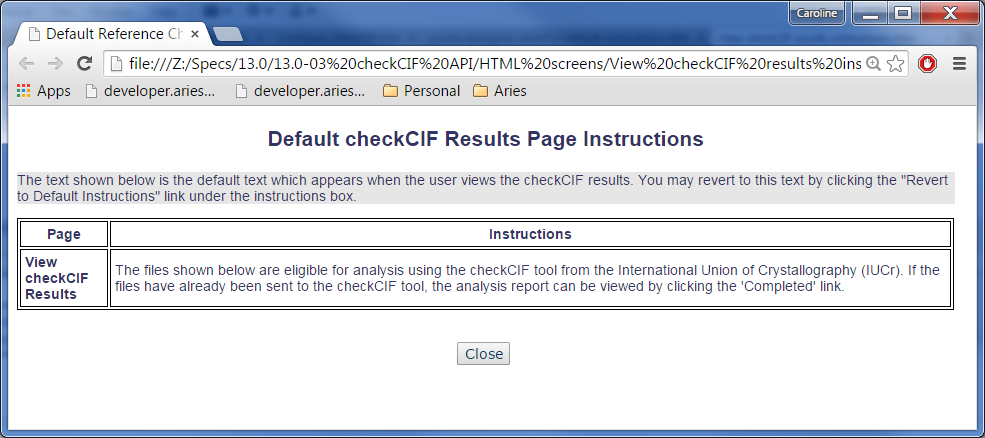 Caroline
Default Reference Ch
file:///Z:/Specs/13.0/13.0-03%20checkCIF%20API/HTML%20screens/View%20checkCIF%20results%20ins
Apps developer.aries... developer.aries... Personal Aries
Default checkCIF Results Page Instructions
The text shown below is the default text which appears when the user views the checkCIF results. You may revert to this text by clicking the "Revert
to Default Instructions" link under the instructions box.
Page Instructions
View
checkCIF
Results
The files shown below are eligible for analysis using the checkCIF tool from the International Union of Crystallography (IUCr). If the
files have already been sent to the checkCIF tool, the analysis report can be viewed by clicking the 'Completed' link.
Close